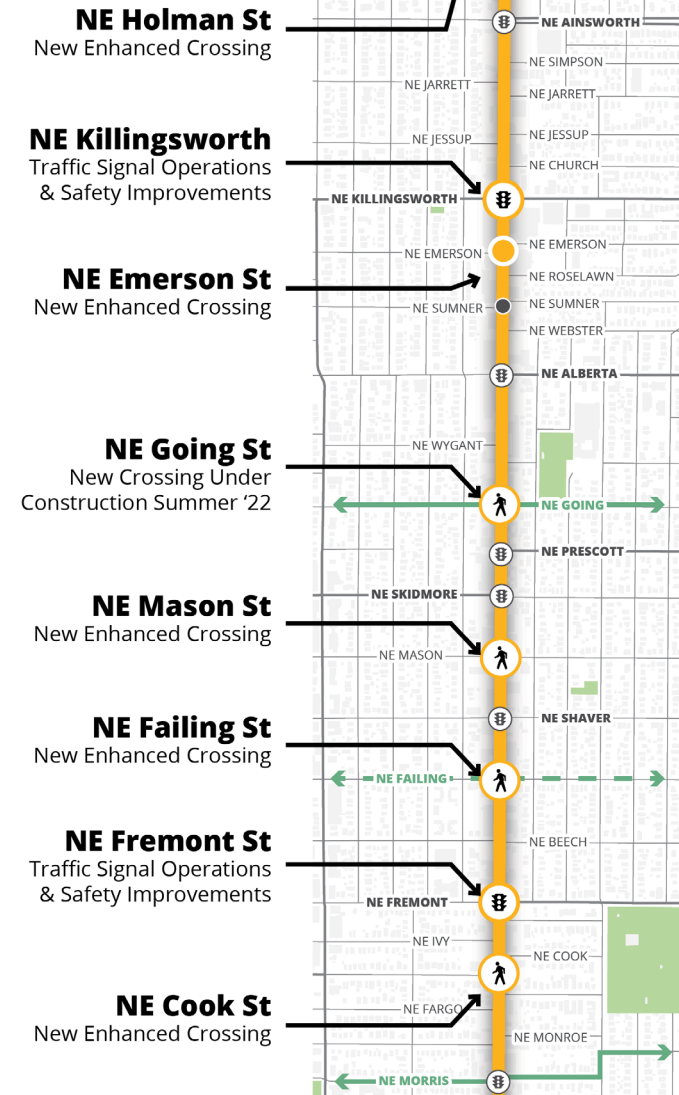 NE Holman St
New Enhanced Crossing
NE AINSWORTH
NE SIMPSON
NE JARRETT
NE JARRETT
NE Killingsworth
Traffic Signal Operations
& Safety Improvements
NE JESSUP
NE JESSUP
NE CHURCH
NE KILLINGSWORTH
NE EMERSON
NE EMERSON
NE Emerson St
New Enhanced Crossing
NE ROSELAWN
NE SUMNER
NE SUMNER
NE WEBSTER
NE ALBERTA
NE Going St
New Crossing Under
Construction Summer ‘22
NE WYGANT
NE GOING
NE PRESCOTT
NE SKIDMORE
NE Mason St
New Enhanced Crossing
NE MASON
NE Failing St
New Enhanced Crossing
NE SHAVER
NE FAILING
NE Fremont St
Traffic Signal Operations
& Safety Improvements
NE BEECH
NE FREMONT
NE IVY
NE COOK
NE Cook St
New Enhanced Crossing
NE FARGO
NE MONROE
NE MORRIS